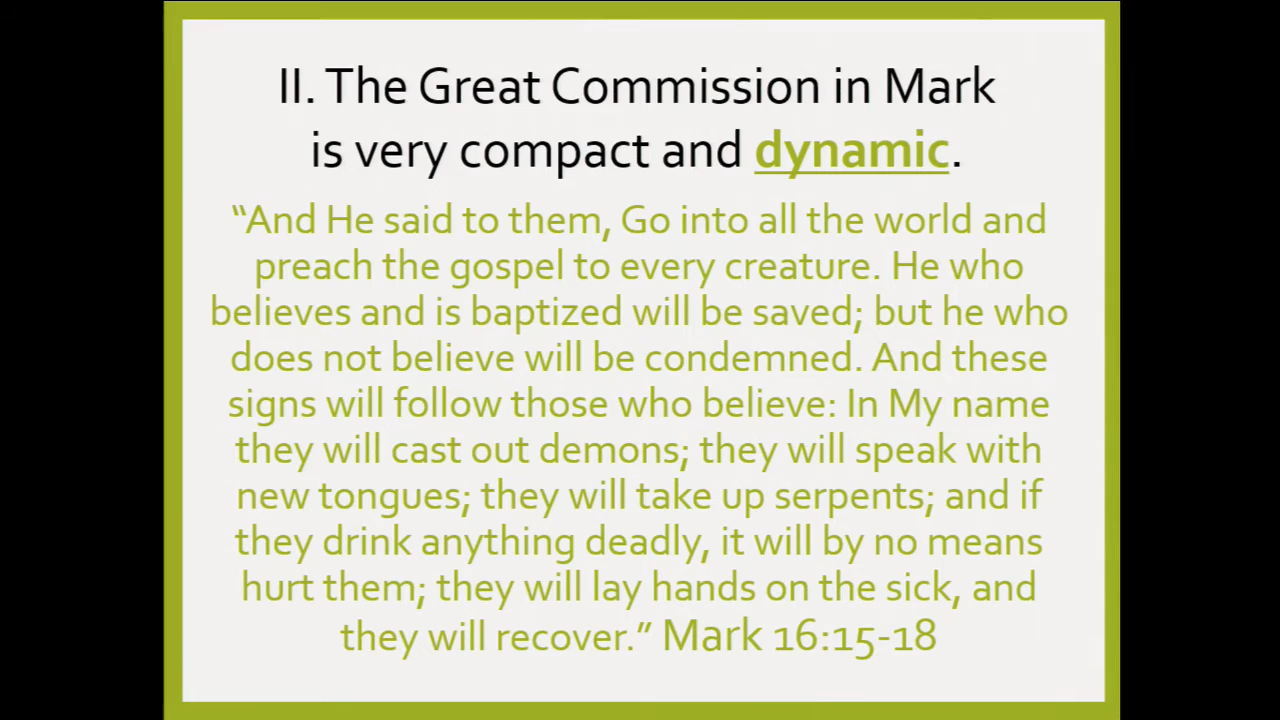 II. The Great Commission in Mark
is very compact and dynamic.
“And He said to them, Go into all the world and
preach the gospel to every creature. He who
believes and is baptized will be saved; but he who
does not believe will be condemned. And these
signs will follow those who believe: In My name
they will cast out demons; they will speak with
new tongues; they will take up serpents; and if
they drink anything deadly, it will by no means
hurt them; they will lay hands on the sick, and
they will recover.” Mark 16:15-18